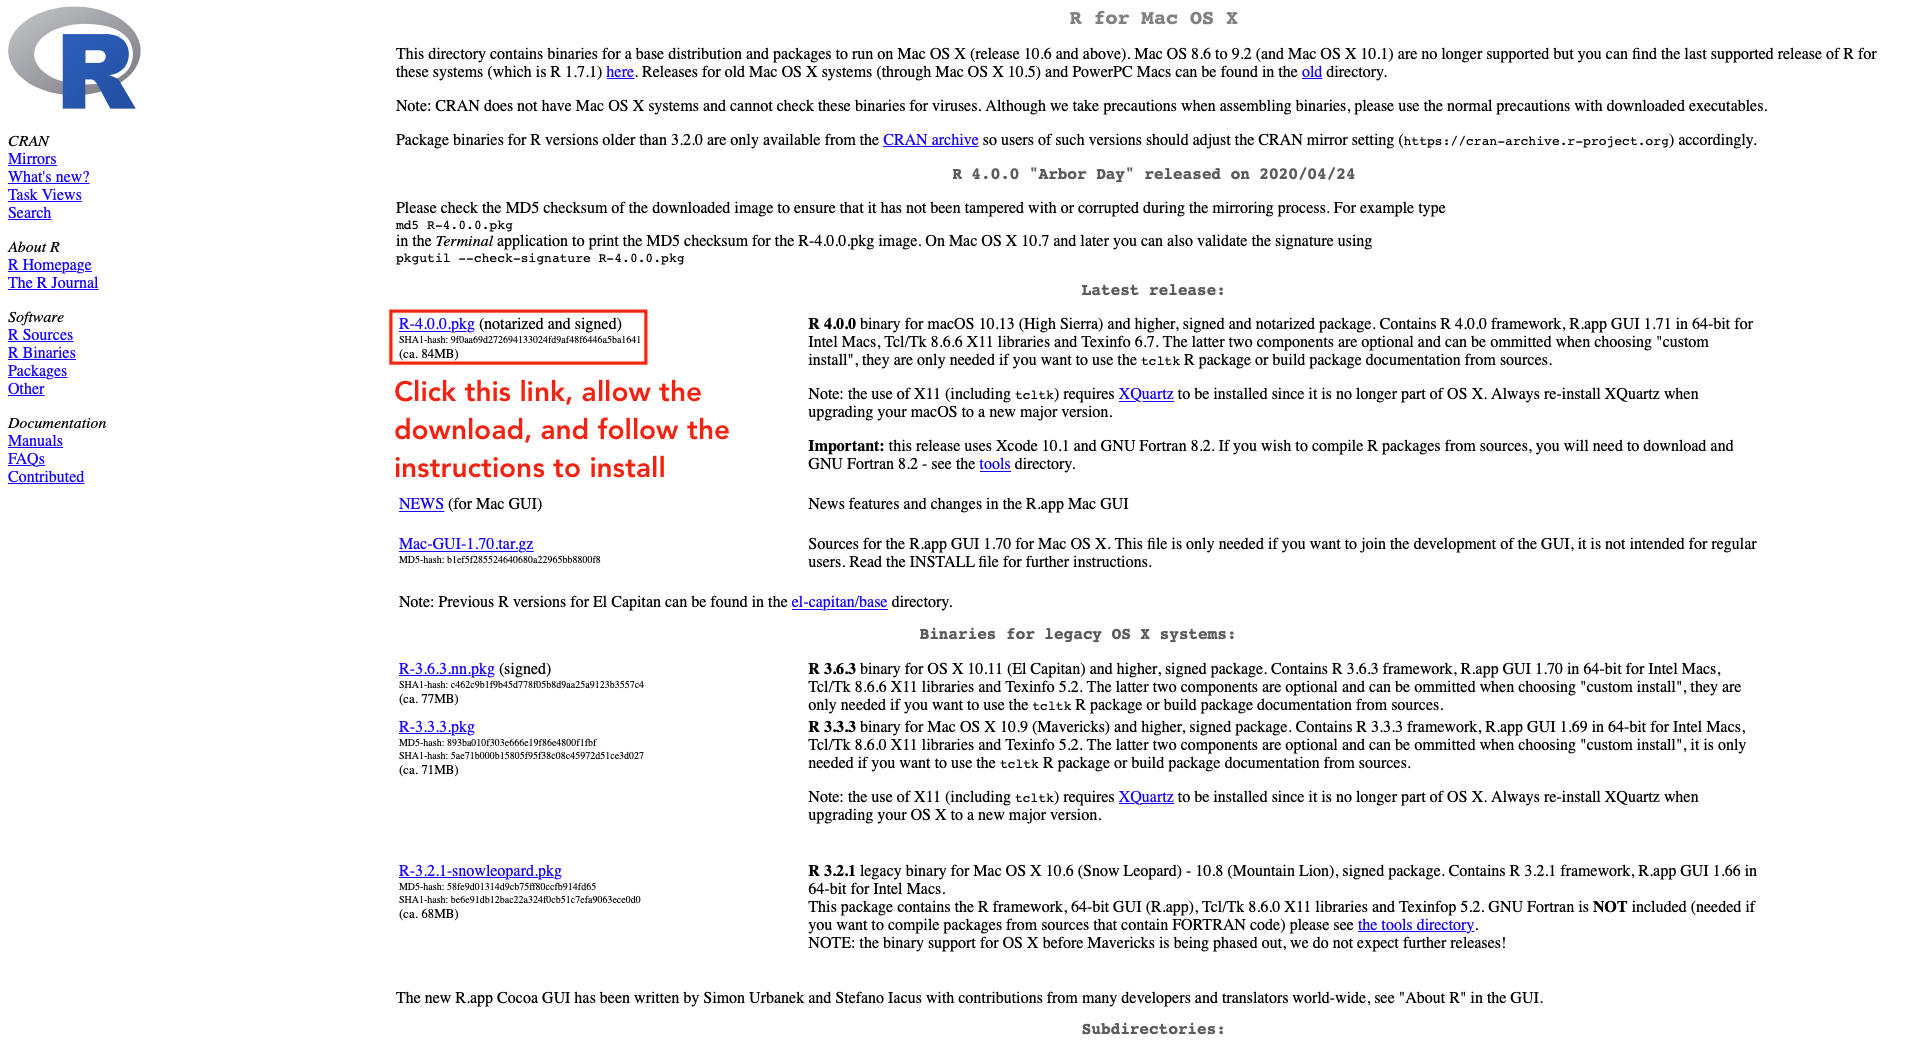 R
CRAN
Mirrors
What's new?
Task Views
Search
About R
R Homepage
The R Journal
Software
R Sources
R Binaries
Packages
Other
Documentation
Manuals
FAQs
Contributed
R for Mac OS X
This directory contains binaries for a base distribution and packages to run on Mac OS X (release 10.6 and above). Mac OS 8.6 to 9.2 (and Mac OS X 10.1) are no longer supported but you can find the last supported release of R for
these systems (which is R 1.7.1) here. Releases for old Mac OS X systems (through Mac OS X 10.5) and PowerPC Macs can be found in the old directory.
Note: CRAN does not have Mac OS X systems and cannot check these binaries for viruses. Although we take precautions when assembling binaries, please use the normal precautions with downloaded executables.
Package binaries for R versions older than 3.2.0 are only available from the CRAN archive so users of such versions should adjust the CRAN mirror setting (https://cran-archive.r-project.org) accordingly.
R 4.0.0 "Arbor Day" released on 2020/04/24
Please check the MD5 checksum of the downloaded image to ensure that it has not been tampered with or corrupted during the mirroring process. For example type
md5 R-4.0.0.pkg
in the Terminal application to print the MD5 checksum for the R-4.0.0.pkg image. On Mac OS X 10.7 and later you can also validate the signature using
pkgutil --check-signature R-4.0.0.pkg
Latest release:
R-4.0.0.pkg (notarized and signed)
SHA1-hash: 9f0aa69d272694133024fd9af48f6446a5ba1641
(ca. 84MB)
Click this link, allow the
download, and follow the
instructions to install
R 4.0.0 binary for macOS 10.13 (High Sierra) and higher, signed and notarized package. Contains R 4.0.0 framework, R.app GUI 1.71 in 64-bit for
Intel Macs, Tcl/Tk 8.6.6 X11 libraries and Texinfo 6.7. The latter two components are optional and can be ommitted when choosing "custom
install", they are only needed if you want to use the tcltk R package or build package documentation from sources.
Note: the use of X11 (including tcltk) requires XQuartz to be installed since it is no longer part of OS X. Always re-install XQuartz when
upgrading your macOS to a new major version.
Important: this release uses Xcode 10.1 and GNU Fortran 8.2. If you wish to compile R packages from sources, you will need to download and
GNU Fortran 8.2 - see the tools directory.
NEWS (for Mac GUI)
News features and changes in the R.app Mac GUI
Mac-GUI-1.70.tar.gz
MD5-hash: b1ef5f285524640680a22965bb8800f8
Sources for the R.app GUI 1.70 for Mac OS X. This file is only needed if you want to join the development of the GUI, it is not intended for regular
users. Read the INSTALL file for further instructions.
Note: Previous R versions for El Capitan can be found in the el-capitan/base directory.
Binaries for legacy OS X systems:
R-3.6.3.nn.pkg (signed)
SHA1-hash: c462c9b1f9b45d778f05b8d9aa25a9123b3557c4
(ca. 77MB)
R 3.6.3 binary for OS X 10.11 (El Capitan) and higher, signed package. Contains R 3.6.3 framework, R.app GUI 1.70 in 64-bit for Intel Macs,
Tcl/Tk 8.6.6 X11 libraries and Texinfo 5.2. The latter two components are optional and can be ommitted when choosing "custom install", they are
only needed if you want to use the tcltk R package or build package documentation from sources.
R-3.3.3.pkg
MD5-hash: 893ba010f303e666e19f86e4800f1fbf
SHA1-hash: 5ae71b000b15805f95f38c08c45972d51ce3d027
(ca. 71MB)
R 3.3.3 binary for Mac OS X 10.9 (Mavericks) and higher, signed package. Contains R 3.3.3 framework, R.app GUI 1.69 in 64-bit for Intel Macs,
Tcl/Tk 8.6.0 X11 libraries and Texinfo 5.2. The latter two components are optional and can be ommitted when choosing "custom install", it is only
needed if you want to use the tcltk R package or build package documentation from sources.
Note: the use of X11 (including tcltk) requires XQuartz to be installed since it is no longer part of OS X. Always re-install XQuartz when
upgrading your OS X to a new major version.
R-3.2.1-snowleopard.pkg
MD5-hash: 58fe9d01314d9cb75ff80ccfb914fd65
SHA1-hash: be6e91db12bac22a324f0cb51c7efa9063ece0d0
(ca. 68MB)
R 3.2.1 legacy binary for Mac OS X 10.6 (Snow Leopard) - 10.8 (Mountain Lion), signed package. Contains R 3.2.1 framework, R.app GUI 1.66 in
64-bit for Intel Macs.
This package contains the R framework, 64-bit GUI (R.app), Tcl/Tk 8.6.0 X11 libraries and Texinfop 5.2. GNU Fortran is NOT included (needed if
you want to compile packages from sources that contain FORTRAN code) please see the tools directory.
NOTE: the binary support for OS X before Mavericks is being phased out, we do not expect further releases!
The new R.app Cocoa GUI has been written by Simon Urbanek and Stefano Iacus with contributions from many developers and translators world-wide, see "About R" in the GUI.
Subdirectories: